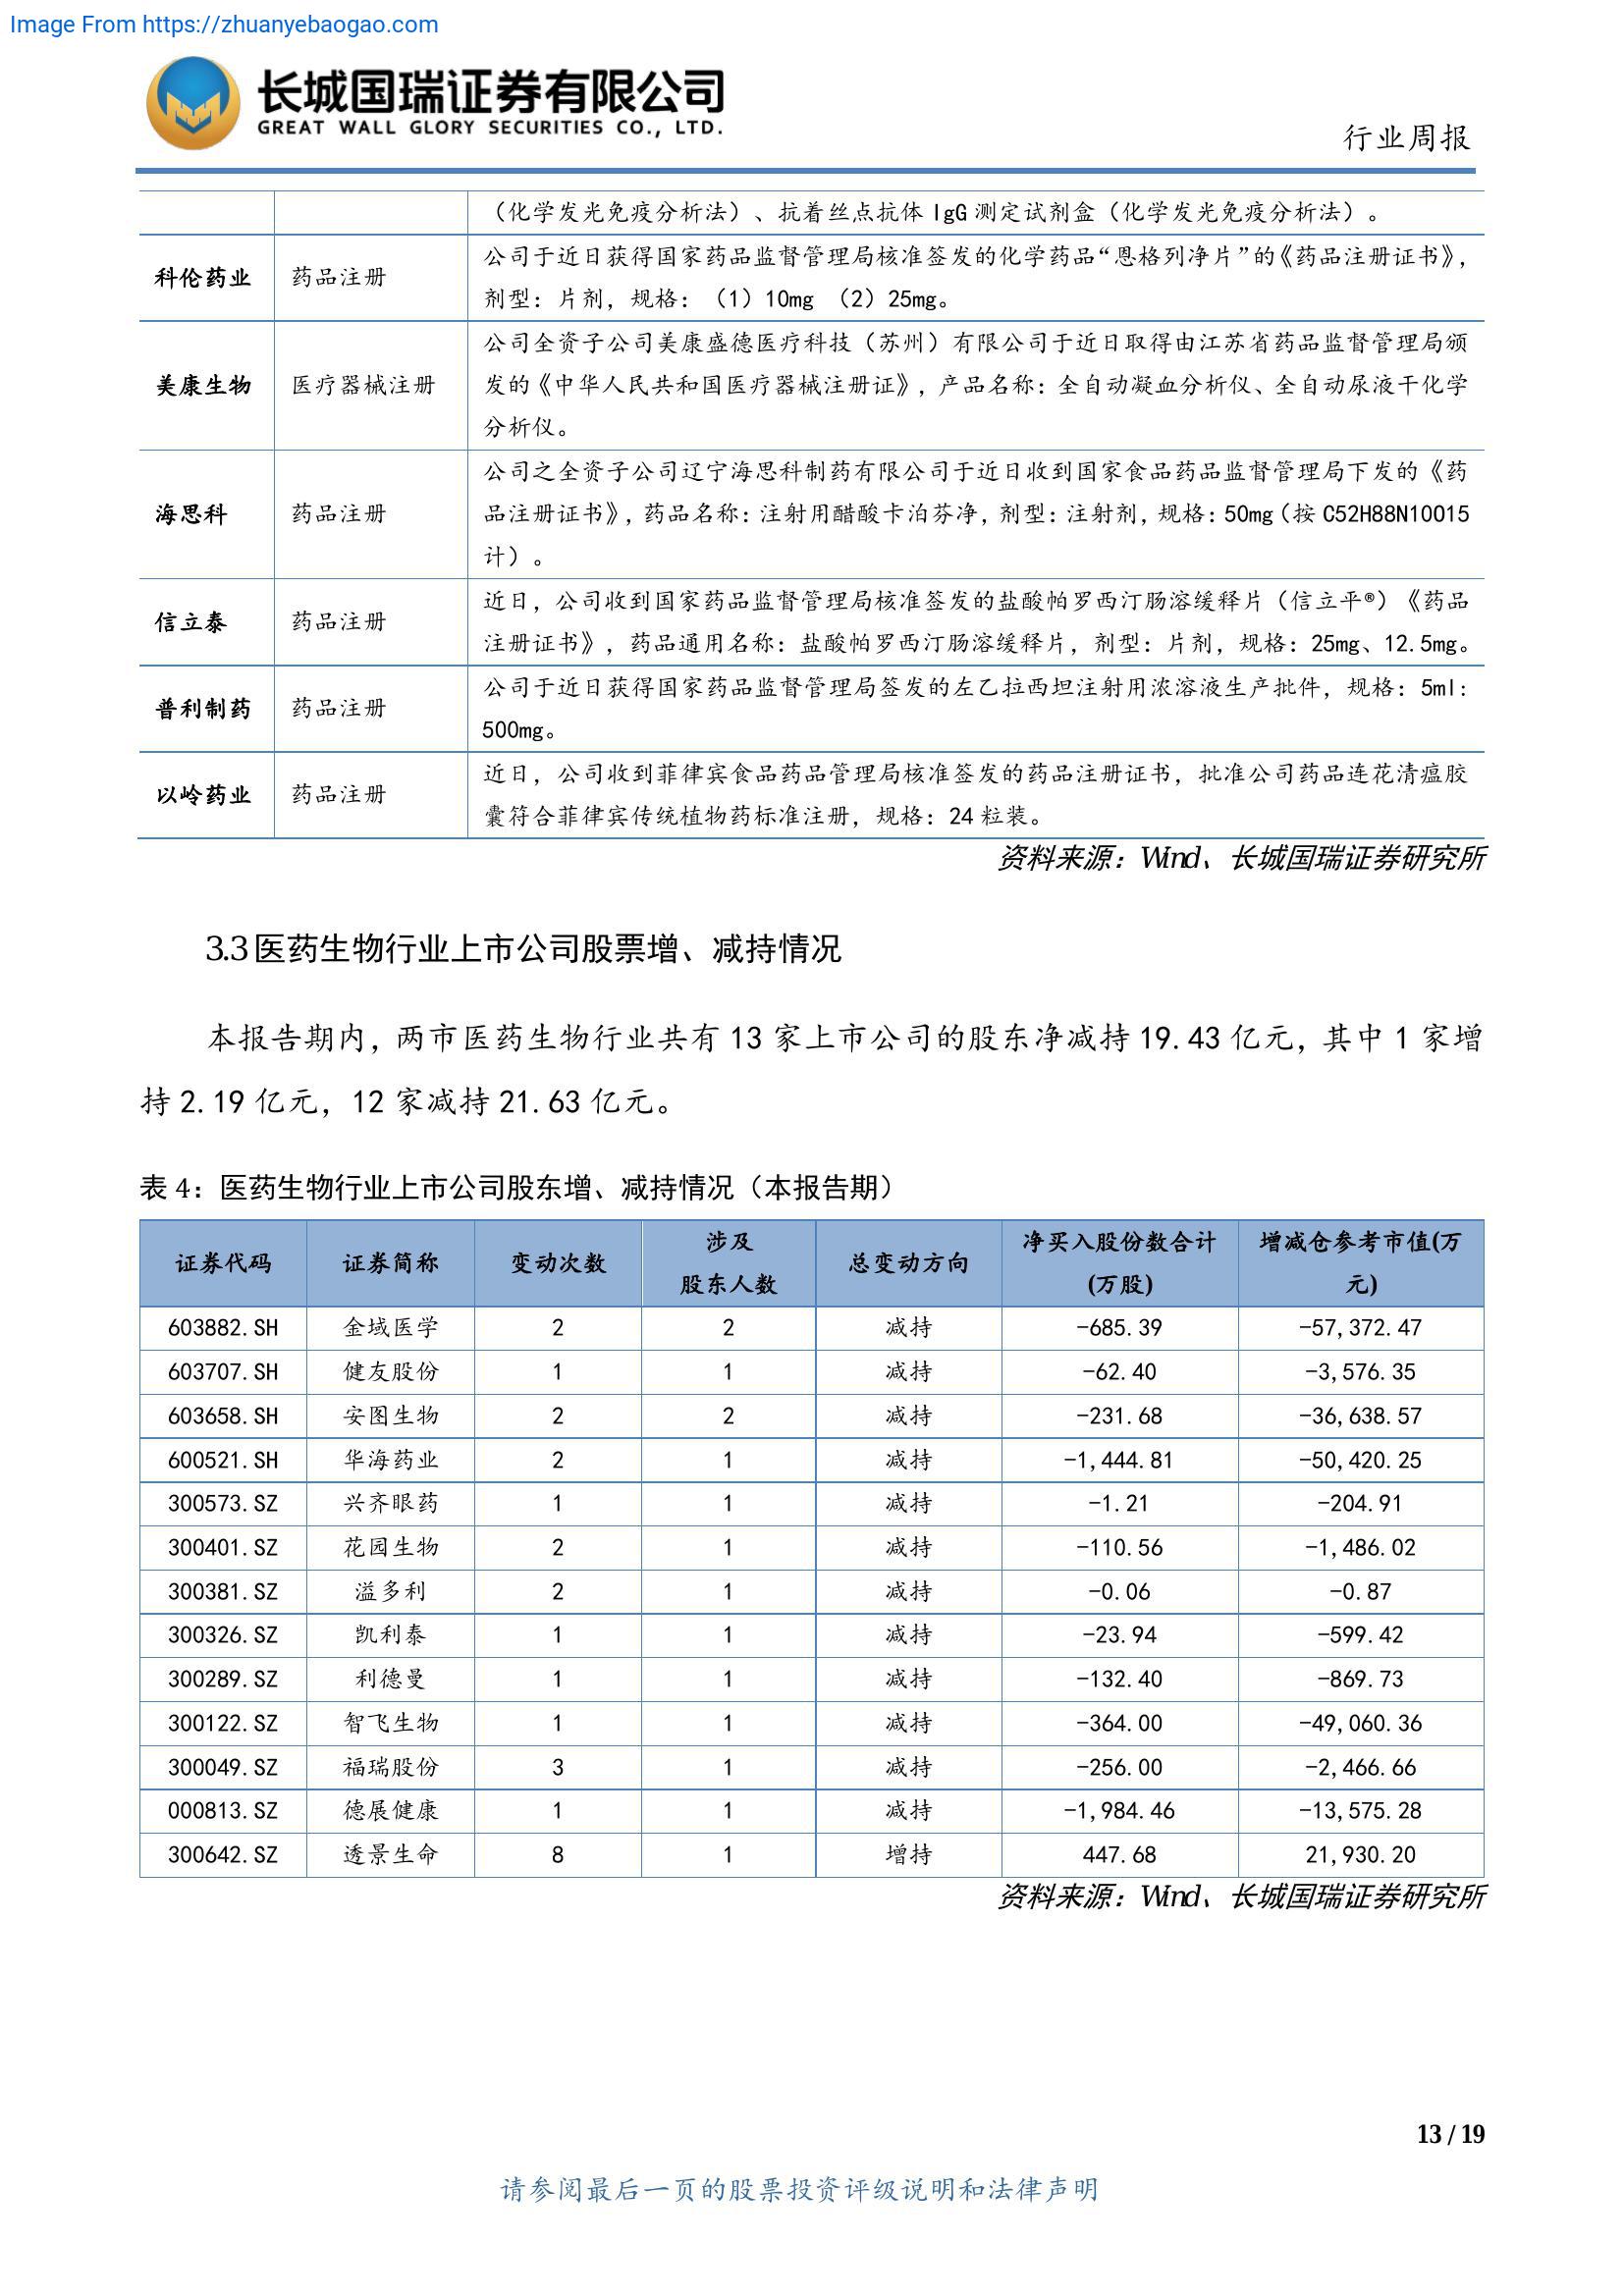 Image From https://zhuanyebaogao.com
长城国瑞证券有限公司
GREAT WALL GLORY SECURITIES CO., LTD.
行业周报
（化学发光免疫分析法）、抗着丝点抗体 IgG 测定试剂盒（化学发光免疫分析法）。
科伦药业 药品注册
公司于近日获得国家药品监督管理局核准签发的化学药品“恩格列净片”的《药品注册证书》，
剂型：片剂，规格：（1）10mg （2）25mg。
美康生物 医疗器械注册
公司全资子公司美康盛德医疗科技（苏州）有限公司于近日取得由江苏省药品监督管理局颁
发的《中华人民共和国医疗器械注册证》，产品名称：全自动凝血分析仪、全自动尿液干化学
分析仪。
海思科 药品注册
公司之全资子公司辽宁海思科制药有限公司于近日收到国家食品药品监督管理局下发的《药
品注册证书》，药品名称：注射用醋酸卡泊芬净，剂型：注射剂，规格：50mg（按 C52H88N10015
计）。
信立泰 药品注册
近日，公司收到国家药品监督管理局核准签发的盐酸帕罗西汀肠溶缓释片（信立平®）《药品
注册证书》，药品通用名称：盐酸帕罗西汀肠溶缓释片，剂型：片剂，规格：25mg、12.5mg。
普利制药 药品注册
公司于近日获得国家药品监督管理局签发的左乙拉西坦注射用浓溶液生产批件，规格：5ml:
500mg。
以岭药业 药品注册
近日，公司收到菲律宾食品药品管理局核准签发的药品注册证书，批准公司药品连花清瘟胶
囊符合菲律宾传统植物药标准注册，规格：24 粒装。
资料来源：Wind、长城国瑞证券研究所
3.3 医药生物行业上市公司股票增、减持情况
本报告期内，两市医药生物行业共有 13 家上市公司的股东净减持 19.43 亿元，其中 1 家增
持 2.19 亿元，12 家减持 21.63 亿元。
表 4：医药生物行业上市公司股东增、减持情况（本报告期）
证券代码 证券简称 变动次数 涉及 股东人数 总变动方向 净买入股份数合计 (万股) 增减仓参考市值(万 元)
603882.SH 金域医学 2 2 减持 -685.39 -57,372.47
603707.SH 健友股份 1 1 减持 -62.40 -3,576.35
603658.SH 安图生物 2 2 减持 -231.68 -36,638.57
600521.SH 华海药业 2 1 减持 -1,444.81 -50,420.25
300573.SZ 兴齐眼药 1 1 减持 -1.21 -204.91
300401.SZ 花园生物 2 1 减持 -110.56 -1,486.02
300381.SZ 溢多利 2 1 减持 -0.06 -0.87
300326.SZ 凯利泰 1 1 减持 -23.94 -599.42
300289.SZ 利德曼 1 1 减持 -132.40 -869.73
300122.SZ 智飞生物 1 1 减持 -364.00 -49,060.36
300049.SZ 福瑞股份 3 1 减持 -256.00 -2,466.66
000813.SZ 德展健康 1 1 减持 -1,984.46 -13,575.28
300642.SZ 透景生命 8 1 增持 447.68 21,930.20
资料来源：Wind、长城国瑞证券研究所
13 / 19
请参阅最后一页的股票投资评级说明和法律声明